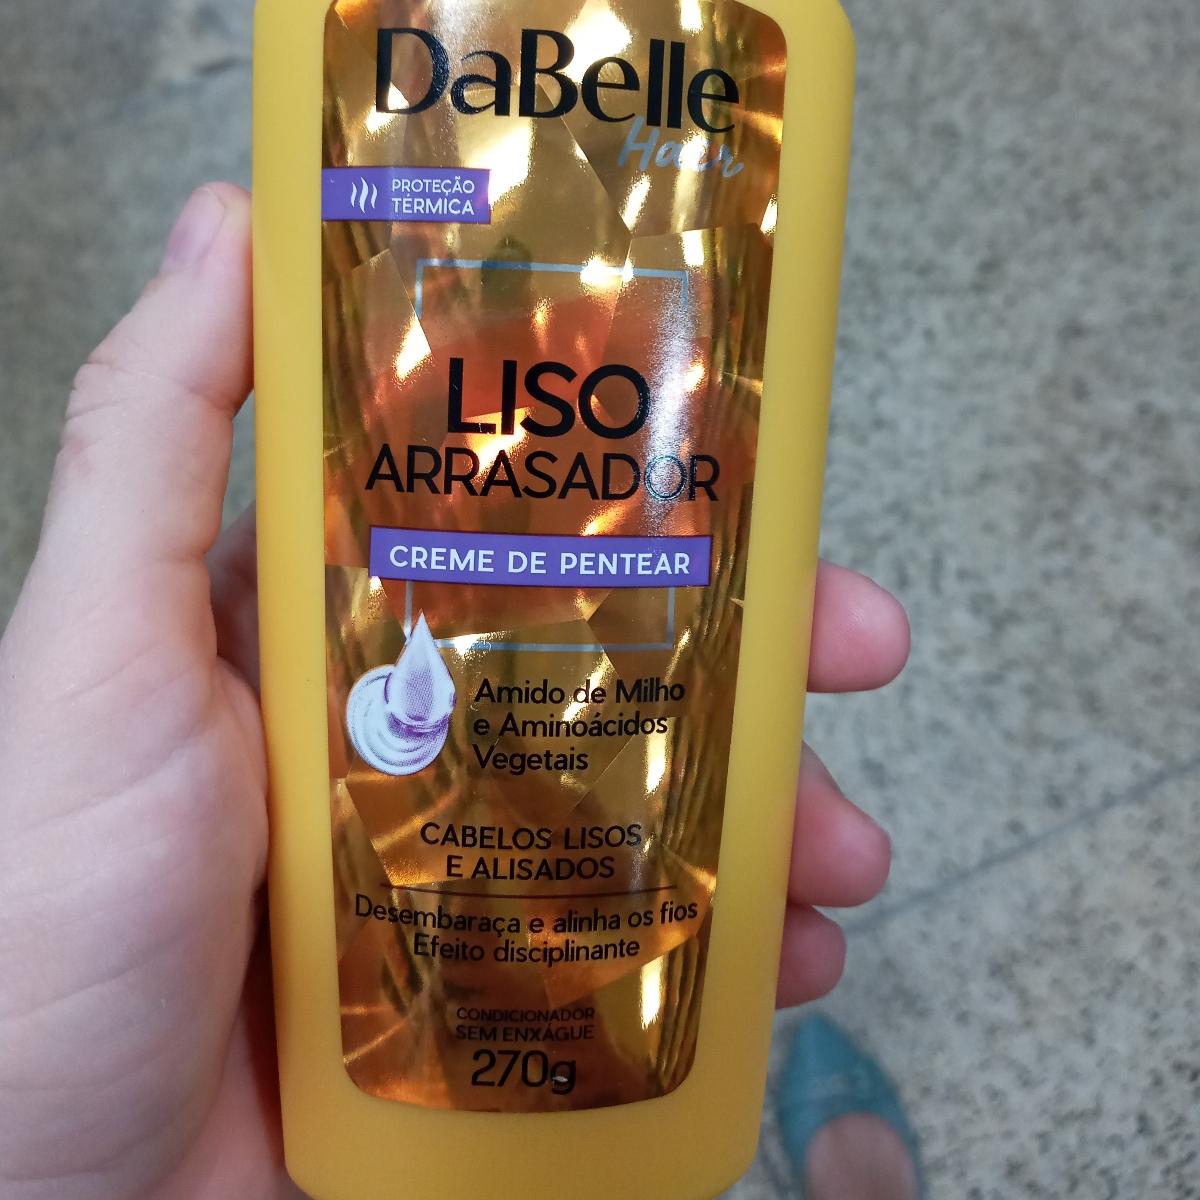 DaBelle
Hair
PROTEÇÃO
TÉRMICA
LISO
ARRASADOR
CREME DE PENTEAR
Amido de Milho
e Aminoácidos
Vegetais
CABELOS LISOS
E ALISADOS
Desembaraça e alinha os fios
Efeito disciplinante
CONDICIONADOR
SEM ENXÁGUE
270g